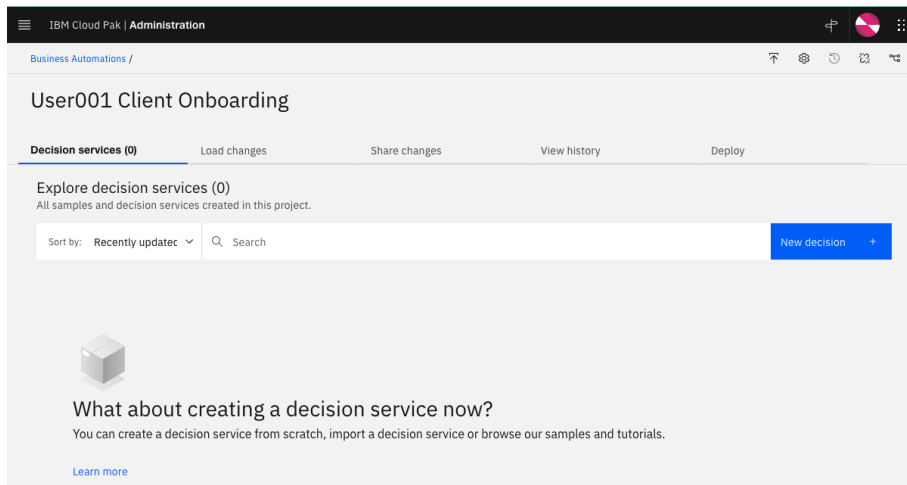 IBM Cloud Pak | Administration
Business Automations /
User001 Client Onboarding
Decision services (0) Load changes Share changes View history Deploy
Explore decision services (0)
All samples and decision services created in this project.
Sort by: Recently updatec Search New decision +
What about creating a decision service now?
You can create a decision service from scratch, import a decision service or browse our samples and tutorials.
Learn more